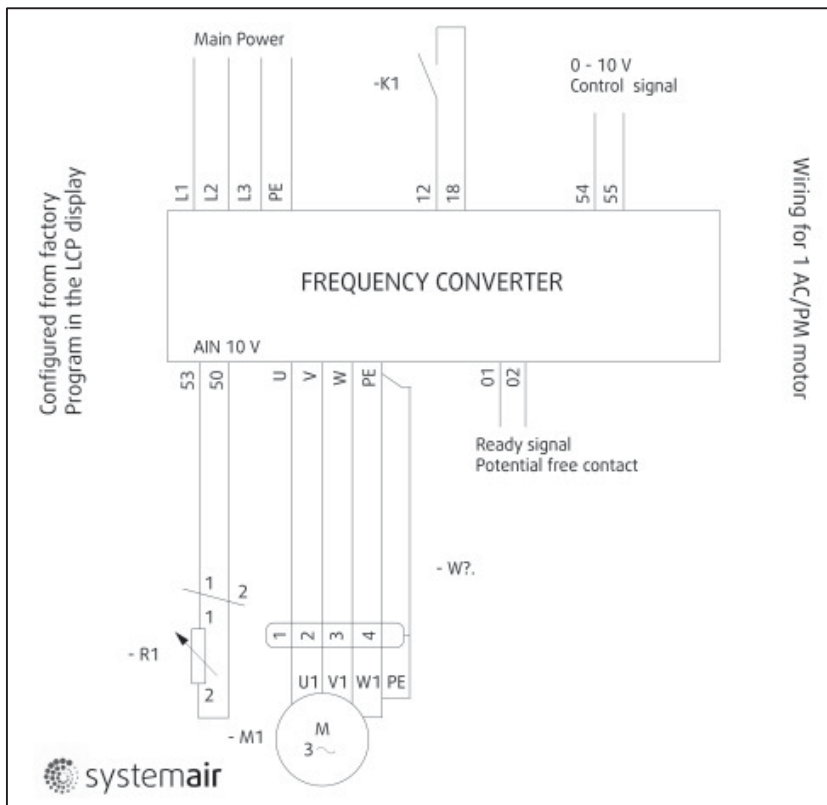 Main Power
-K1
0 - 10 V
Control signal
L1
L2
L3
PE
12
18
54
55
Configured from factory
Program in the LCP display
FREQUENCY CONVERTER
Wiring for 1 AC/PM motor
AIN 10 V
53
50
U
V
W
PE
01
02
Ready signal
Potential free contact
- W?.
1
2
1
- R1
2
1
2
3
4
U1 V1 W1 PE
- M1
M
3~
systemair